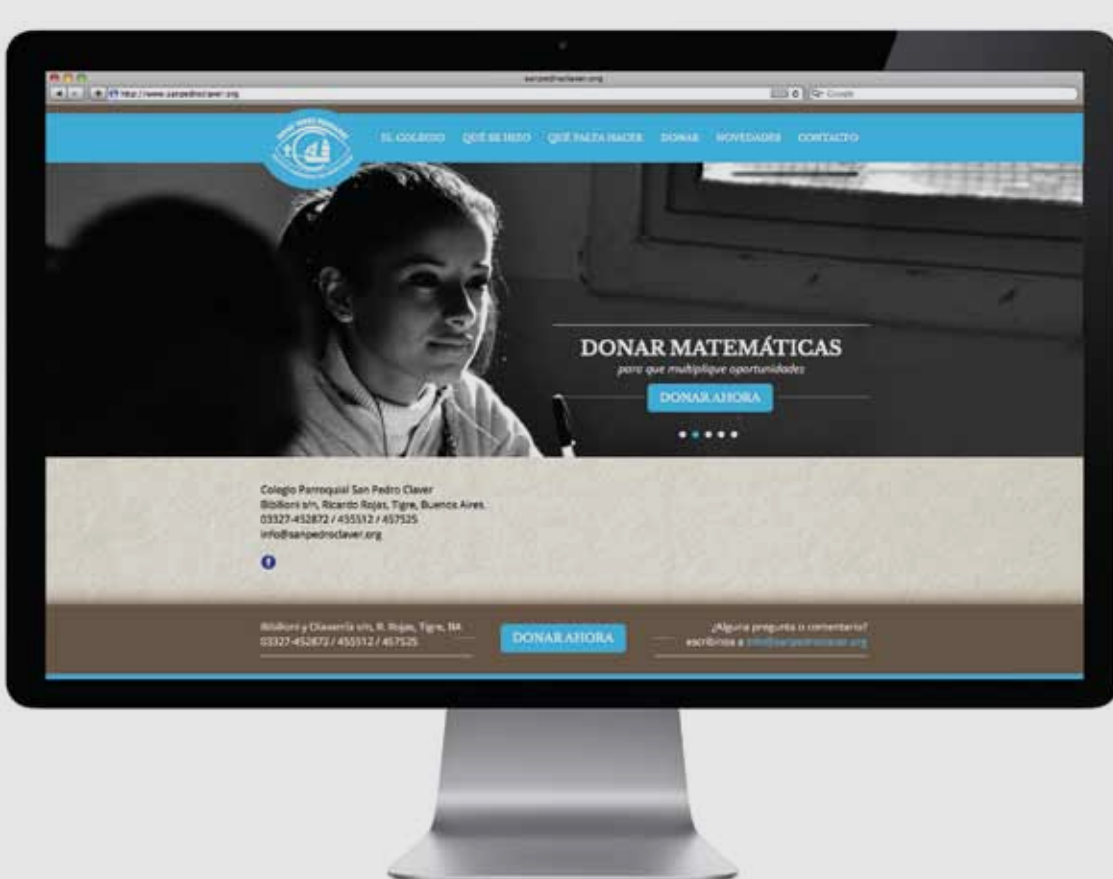 sanpedroclaver.org
http://www.sanpedroclaver.org
Google
EL COLEGIO QUÉ SE HIZO QUÉ FALTA HACER DONAR NOVEDADES CONTACTO
DONAR MATEMÁTICAS
para que multiplique oportunidades
DONAR AHORA
Colegio Parroquial San Pedro Claver
Bibilioni s/n, Ricardo Rojas, Tigre, Buenos Aires.
03327-452872 / 455512 / 457525
info@sanpedroclaver.org
f
Bibilioni y Olavarría s/n, R. Rojas, Tigre, BA
03327-452872 / 455512 / 457525
DONAR AHORA
¿Alguna pregunta o comentario?
escribinos a info@sanpedroclaver.org